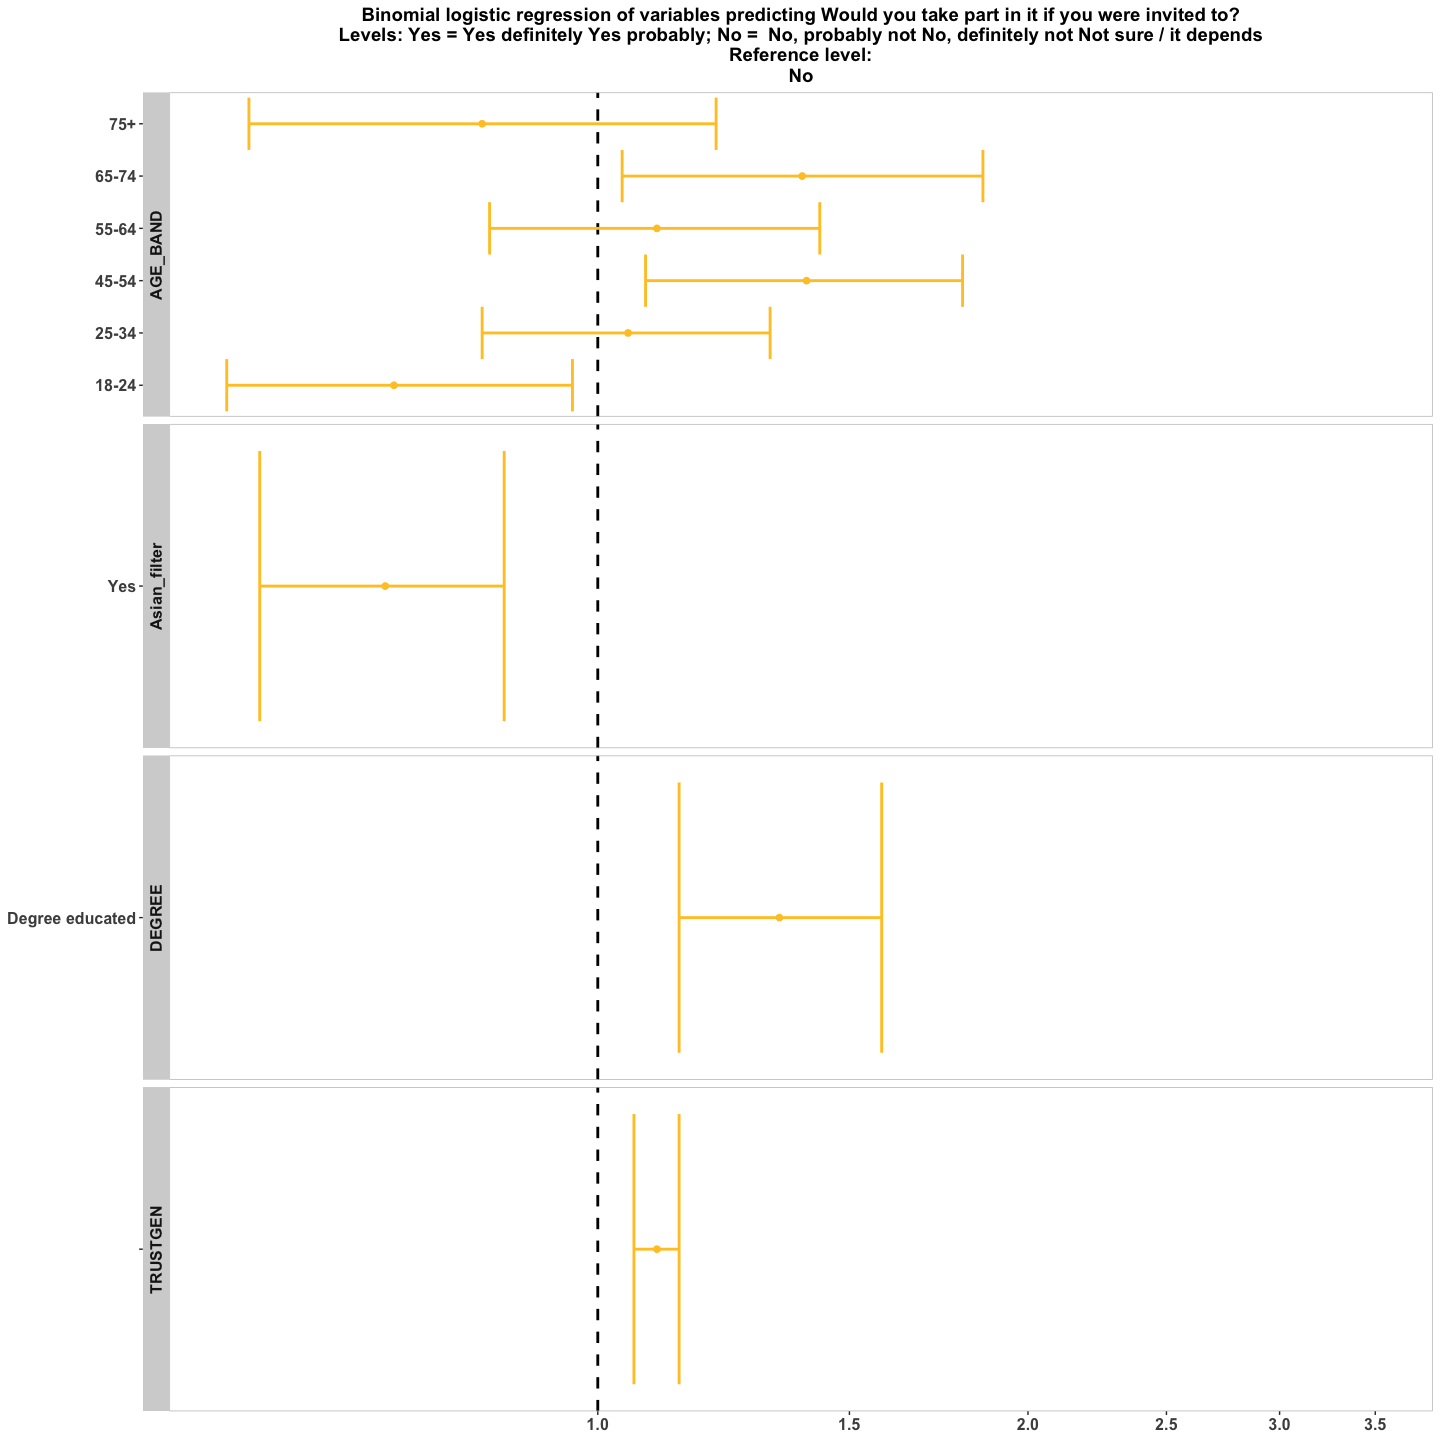 Binomial logistic regression of variables predicting Would you take part in it if you were invited to?
Levels: Yes = Yes definitely Yes probably; No =  No, probably not No, definitely not Not sure / it depends
Reference level:
No
AGE_BAND
75+
65-74
55-64
45-54
25-34
18-24
Asian_filter
Yes
DEGREE
Degree educated
TRUSTGEN
1.0 1.5 2.0 2.5 3.0 3.5